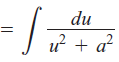 = ∫ du / (u² + a²)